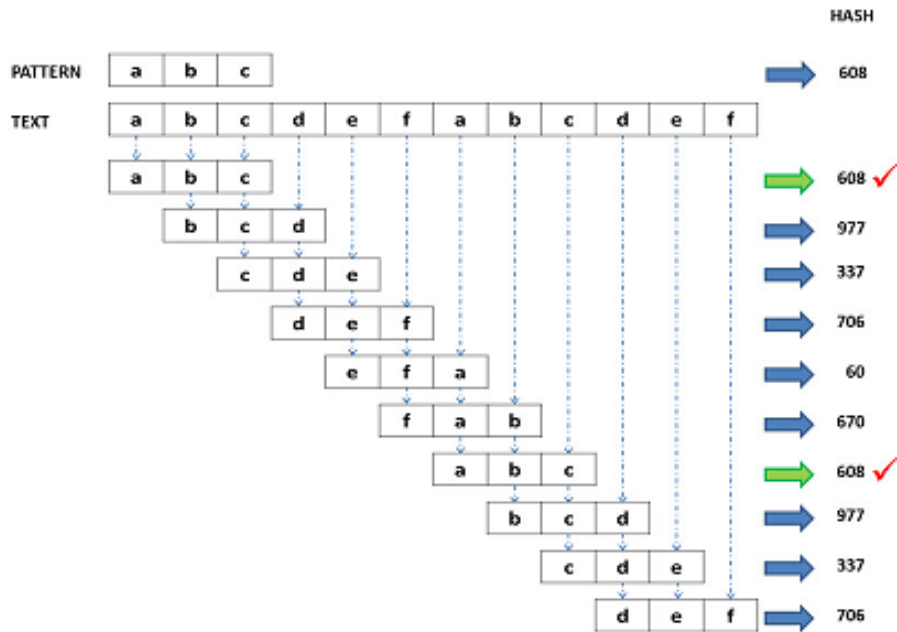 HASH
PATTERN a b c 608
TEXT a b c d e f a b c d e f
a b c 608
b c d 977
c d e 337
d e f 706
e f a 60
f a b 670
a b c 608
b c d 977
c d e 337
d e f 706